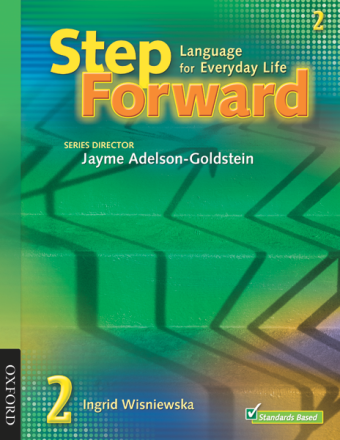 2
Step
Language
for Everyday Life
Forward
SERIES DIRECTOR
Jayme Adelson-Goldstein
OXFORD
2
Ingrid Wisniewska
Standards Based